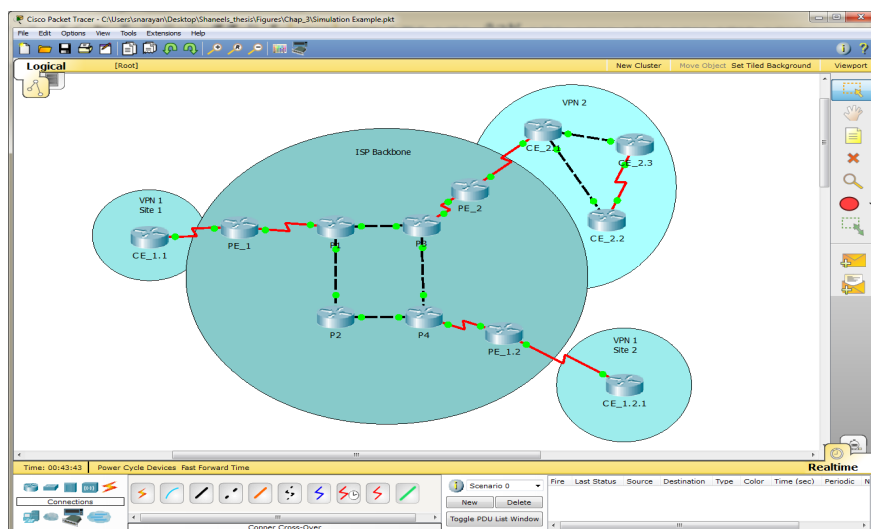 Cisco Packet Tracer - C:\Users\snarayan\Desktop\Shaneels_thesis\Figures\Chap_3\Simulation Example.pkt
File Edit Options View Tools Extensions Help
Logical [Root] New Cluster Move Object Set Tiled Background Viewport
VPN 2
CE_2.1
CE_2.3
ISP Backbone
PE_2
VPN 1
Site 1
CE_2.2
CE_1.1
PE_1
P1
P3
P2
P4
PE_1.2
VPN 1
Site 2
CE_1.2.1
Time: 00:43:43 Power Cycle Devices Fast Forward Time Realtime
Scenario 0
Fire Last Status Source Destination Type Color Time (sec) Periodic N
Connections
New Delete
Toggle PDU List Window
Copper Cross-Over